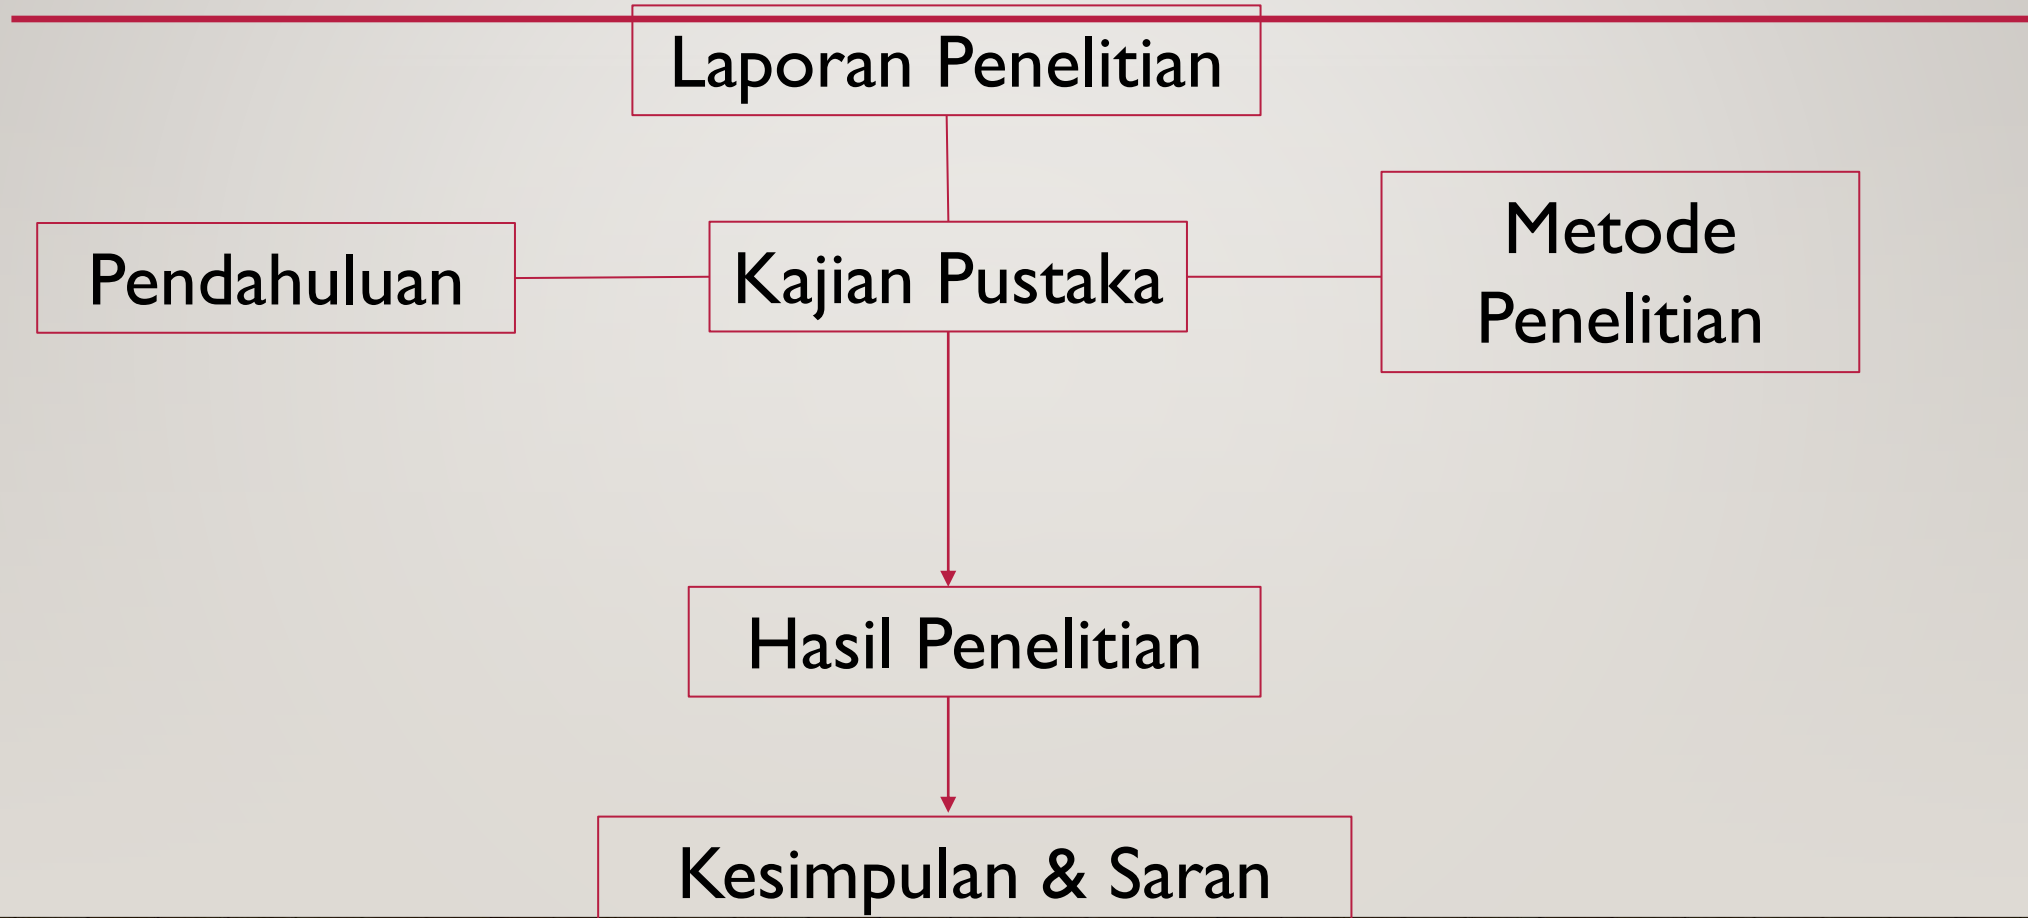 Laporan Penelitian
Pendahuluan
Kajian Pustaka
Metode
Penelitian
Hasil Penelitian
Kesimpulan & Saran